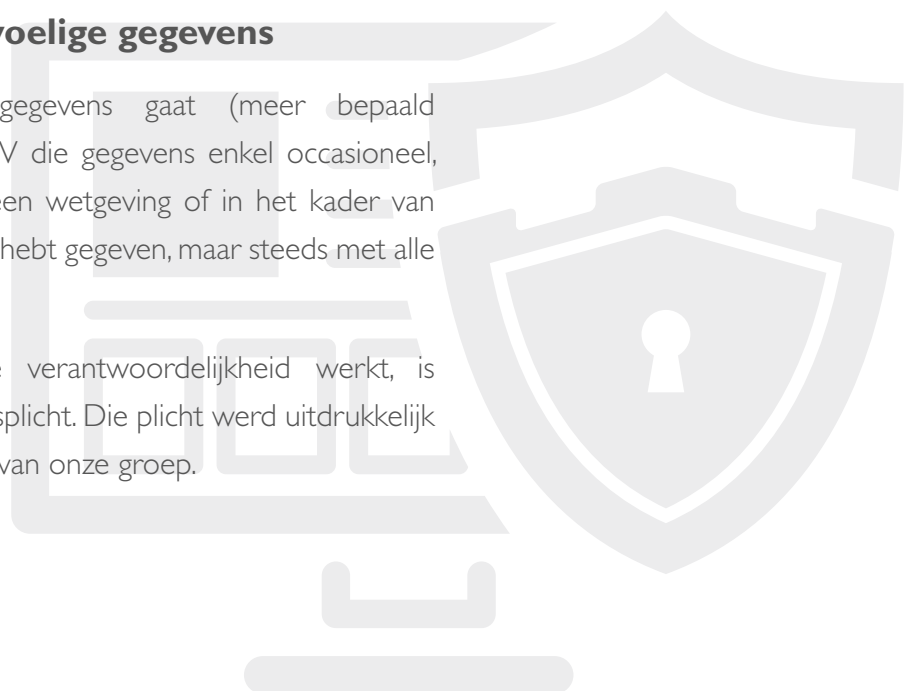 voelige gegevens
gegevens gaat (meer bepaald
V die gegevens enkel occasioneel,
een wetgeving of in het kader van
hebt gegeven, maar steeds met alle
verantwoordelijkheid werkt, is
splicht. Die plicht werd uitdrukkelijk
van onze groep.